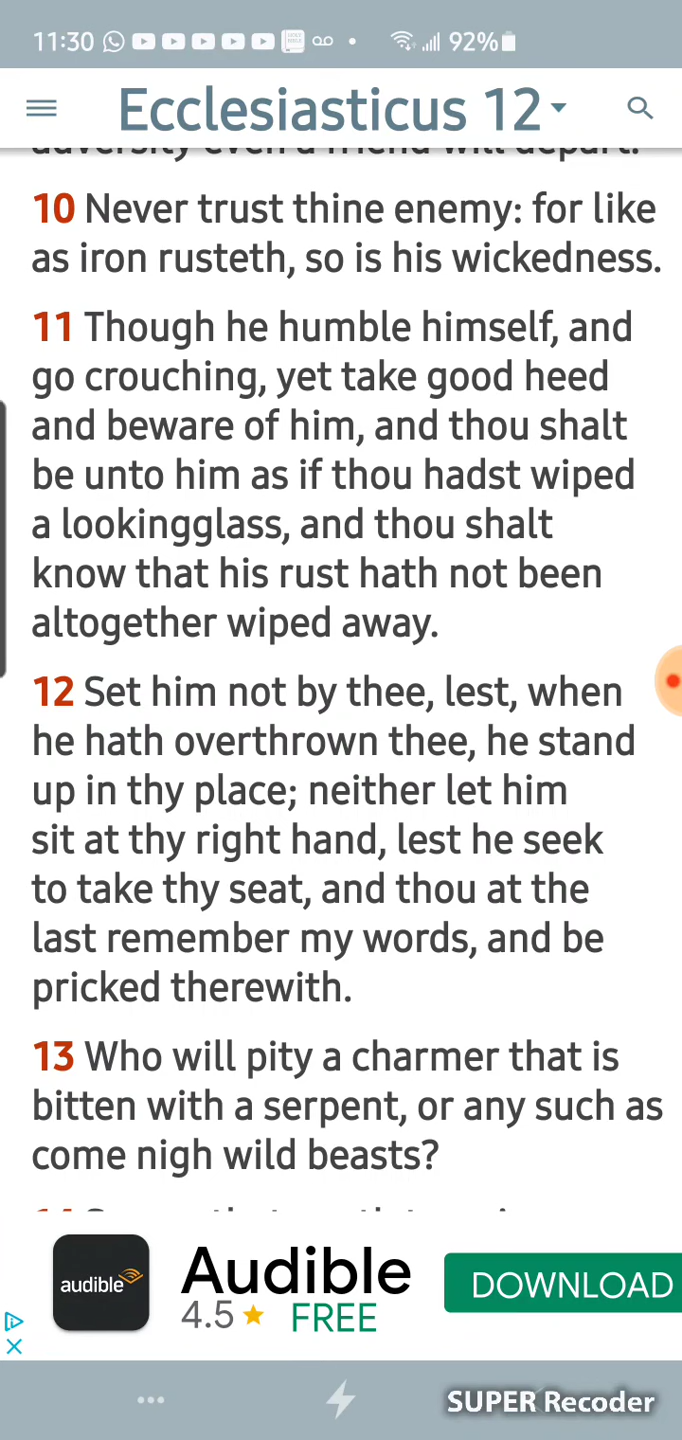 11:30 92%
Ecclesiasticus 12
adversity even a friend will depart.
10 Never trust thine enemy: for like
as iron rusteth, so is his wickedness.
11 Though he humble himself, and
go crouching, yet take good heed
and beware of him, and thou shalt
be unto him as if thou hadst wiped
a lookingglass, and thou shalt
know that his rust hath not been
altogether wiped away.
12 Set him not by thee, lest, when
he hath overthrown thee, he stand
up in thy place; neither let him
sit at thy right hand, lest he seek
to take thy seat, and thou at the
last remember my words, and be
pricked therewith.
13 Who will pity a charmer that is
bitten with a serpent, or any such as
come nigh wild beasts?
audible
Audible
4.5 FREE
DOWNLOAD
SUPER Recoder